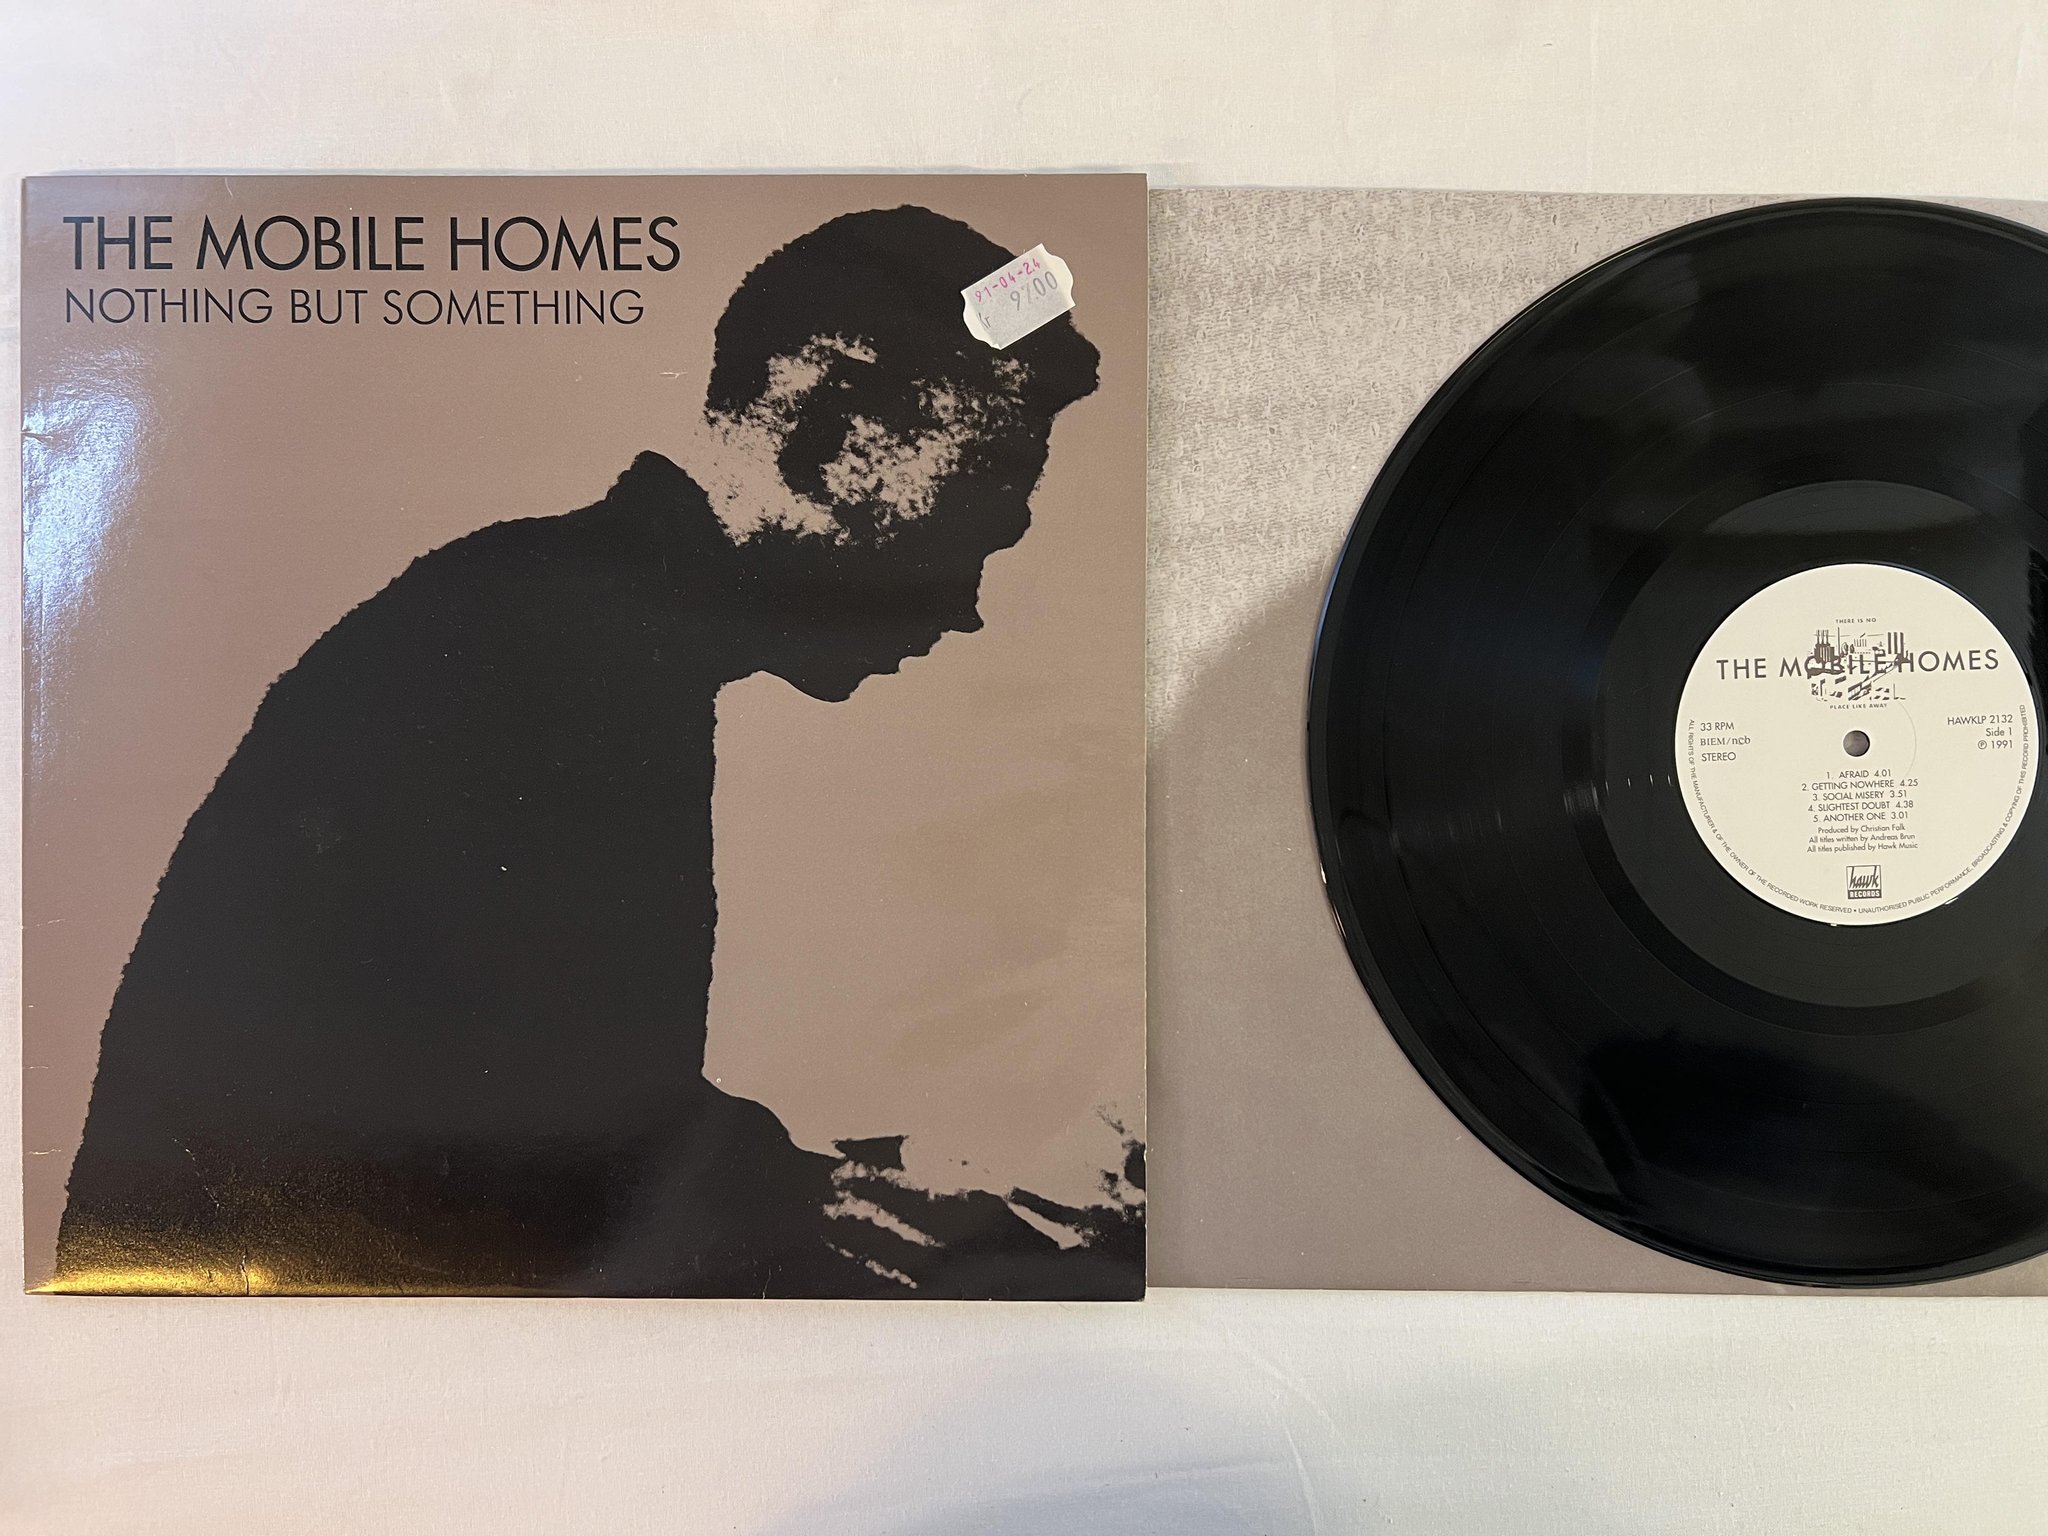 THE MOBILE HOMES
NOTHING BUT SOMETHING
91-04-24
Kr
THERE IS NO
THE MOBILE HOMES
PLACE LIKE AWAY
33 RPM
BIEM/ncb
STEREO
HAWKLP 2132
Side 1
℗ 1991
1. AFRAID 4.01
2. GETTING NOWHERE 4.25
3. SOCIAL MISERY 3.51
4. SLIGHTEST DOUBT 4.38
5. ANOTHER ONE 3.01
Produced by Christian Falk
All titles written by Andreas Brun
All titles published by Hawk Music
hawk
RECORDS
ALL RIGHTS OF THE MANUFACTURER & OF THE OWNER OF THE RECORDED WORK RESERVED • UNAUTHORISED PUBLIC PERFORMANCE, BROADCASTING & COPYING OF THIS RECORD PROHIBITED